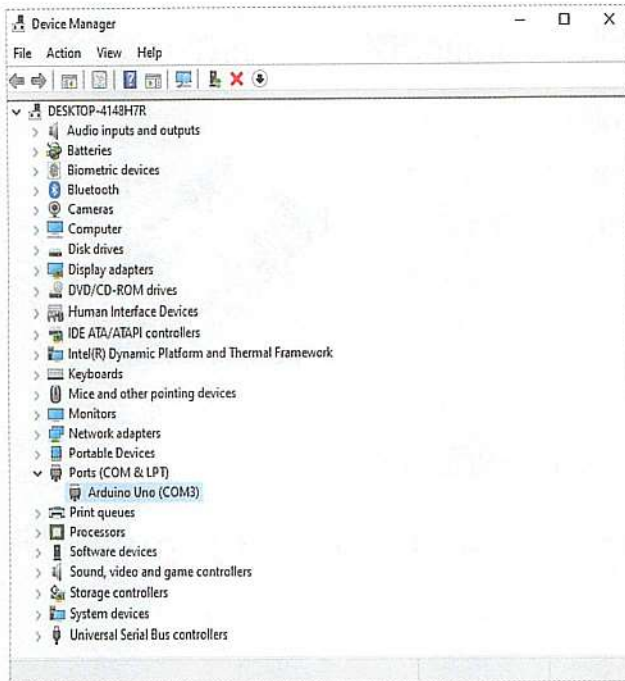 Device Manager
File Action View Help
DESKTOP-4148H7R
Audio inputs and outputs
Batteries
Biometric devices
Bluetooth
Cameras
Computer
Disk drives
Display adapters
DVD/CD-ROM drives
Human Interface Devices
IDE ATA/ATAPI controllers
Intel(R) Dynamic Platform and Thermal Framework
Keyboards
Mice and other pointing devices
Monitors
Network adapters
Portable Devices
Ports (COM & LPT)
Arduino Uno (COM3)
Print queues
Processors
Software devices
Sound, video and game controllers
Storage controllers
System devices
Universal Serial Bus controllers